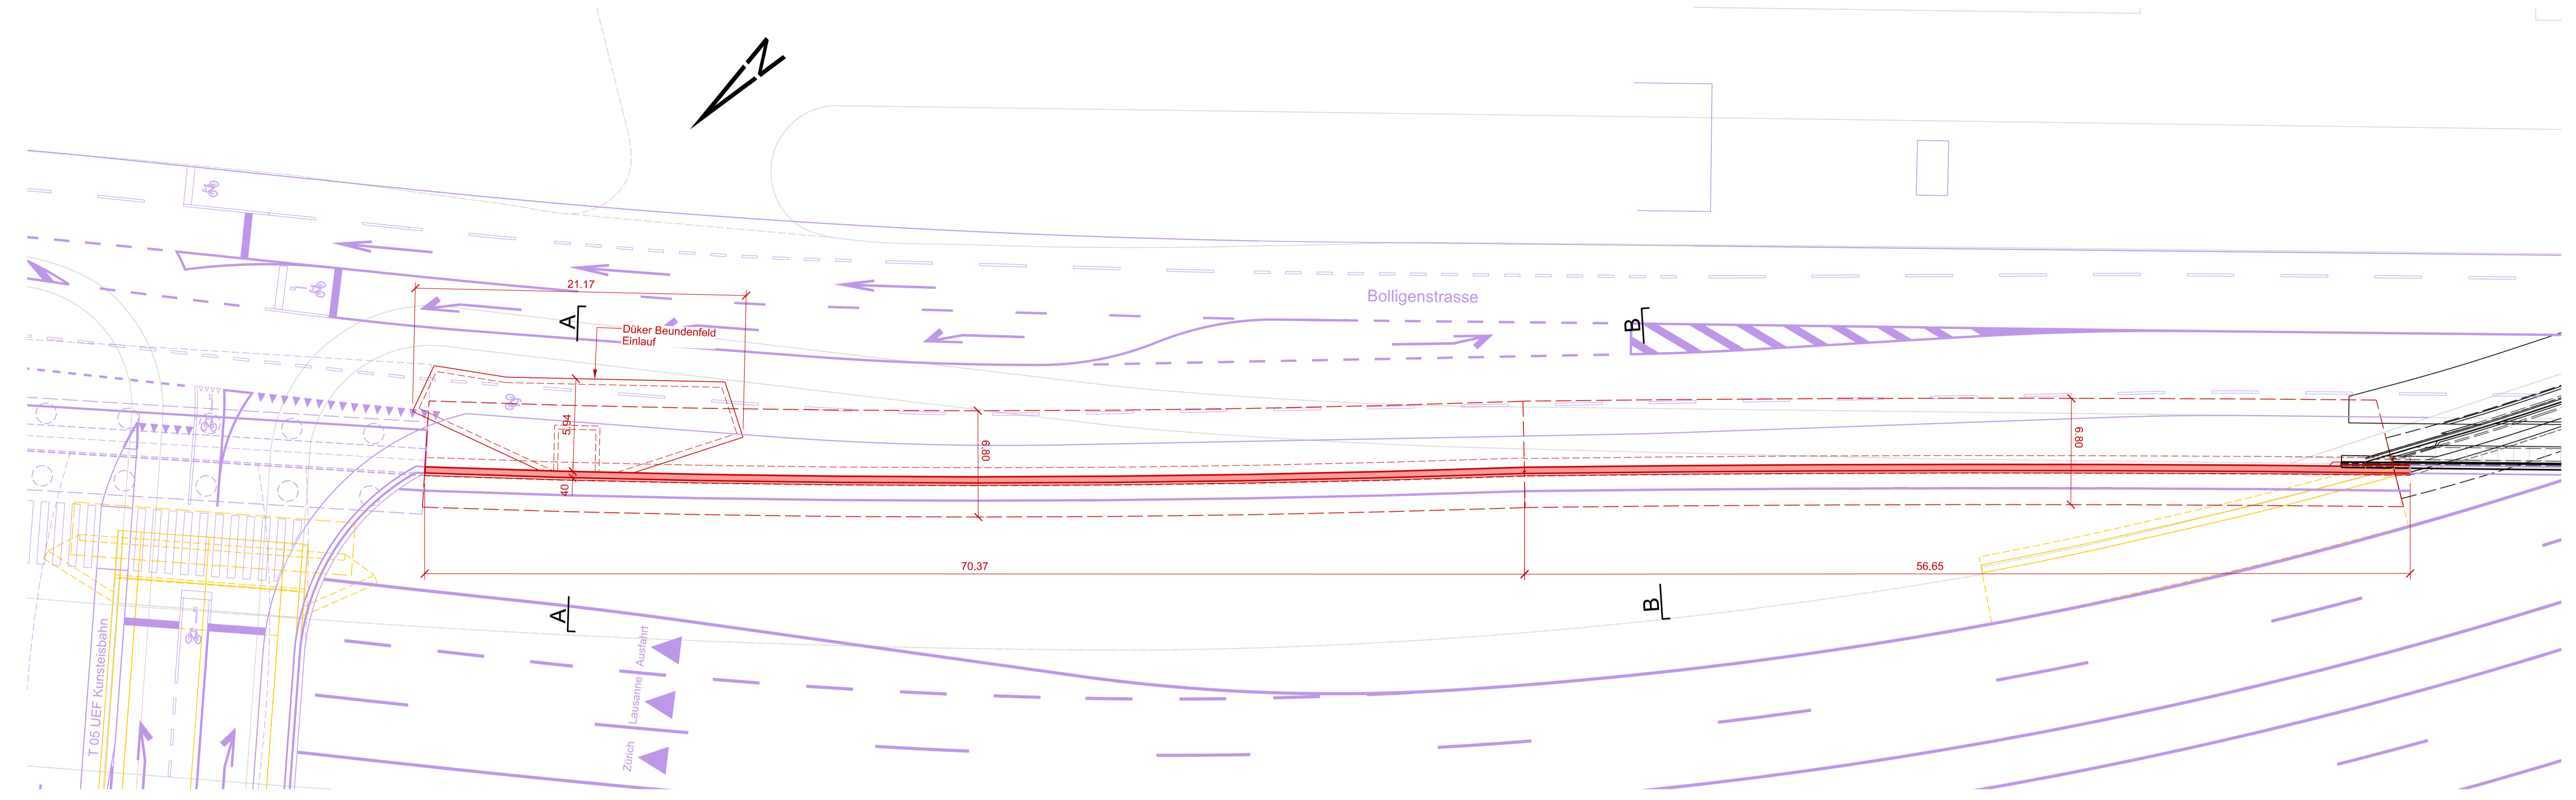 N
Bolligenstrasse
21.17
A
B
Düker Beundenfeld
Einlauf
5.94
40
6.80
6.80
70.37
56.65
A
B
T 05 UEF Kunsteisbahn
Ausfahrt
Lausanne
Zürich